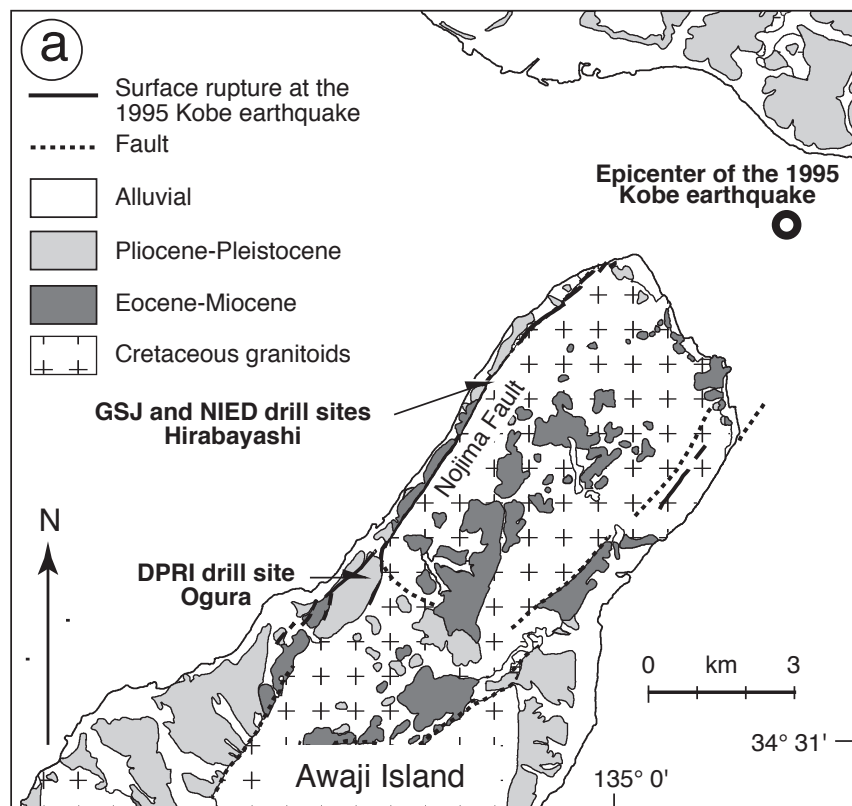 a
Surface rupture at the
1995 Kobe earthquake
Fault
Alluvial
Pliocene-Pleistocene
Eocene-Miocene
Cretaceous granitoids
Epicenter of the 1995
Kobe earthquake
GSJ and NIED drill sites
Hirabayashi
Nojima Fault
N
DPRI drill site
Ogura
0 km 3
34° 31'
Awaji Island
135° 0'